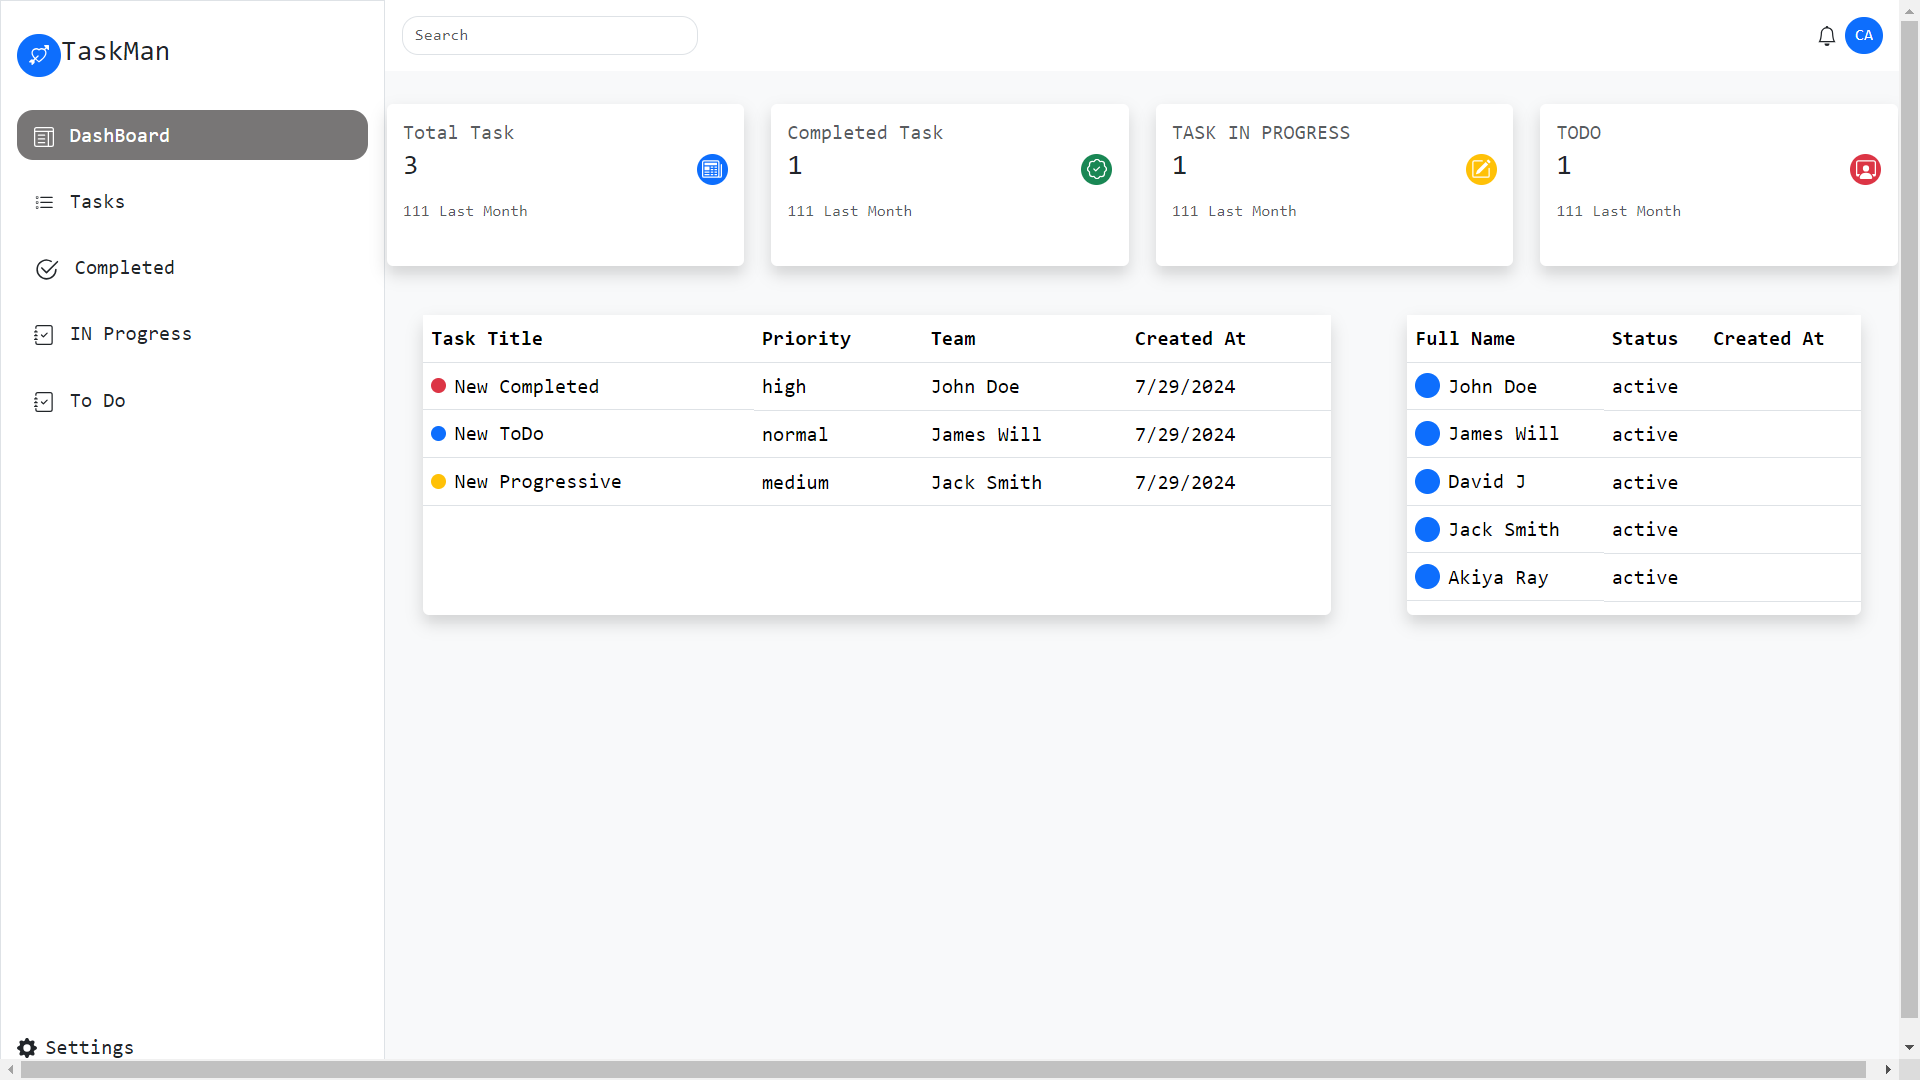 TaskMan
Search
CA
DashBoard
Tasks
Completed
IN Progress
To Do
Settings
Total Task
3
111 Last Month
Completed Task
1
111 Last Month
TASK IN PROGRESS
1
111 Last Month
TODO
1
111 Last Month
Task Title Priority Team Created At
New Completed high John Doe 7/29/2024
New ToDo normal James Will 7/29/2024
New Progressive medium Jack Smith 7/29/2024
Full Name Status Created At
John Doe active
James Will active
David J active
Jack Smith active
Akiya Ray active